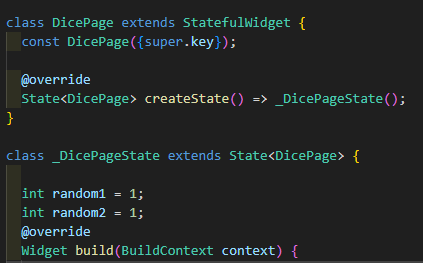 class DicePage extends StatefulWidget {
  const DicePage({super.key});

  @override
  State<DicePage> createState() => _DicePageState();
}

class _DicePageState extends State<DicePage> {

  int random1 = 1;
  int random2 = 1;
  @override
  Widget build(BuildContext context) {